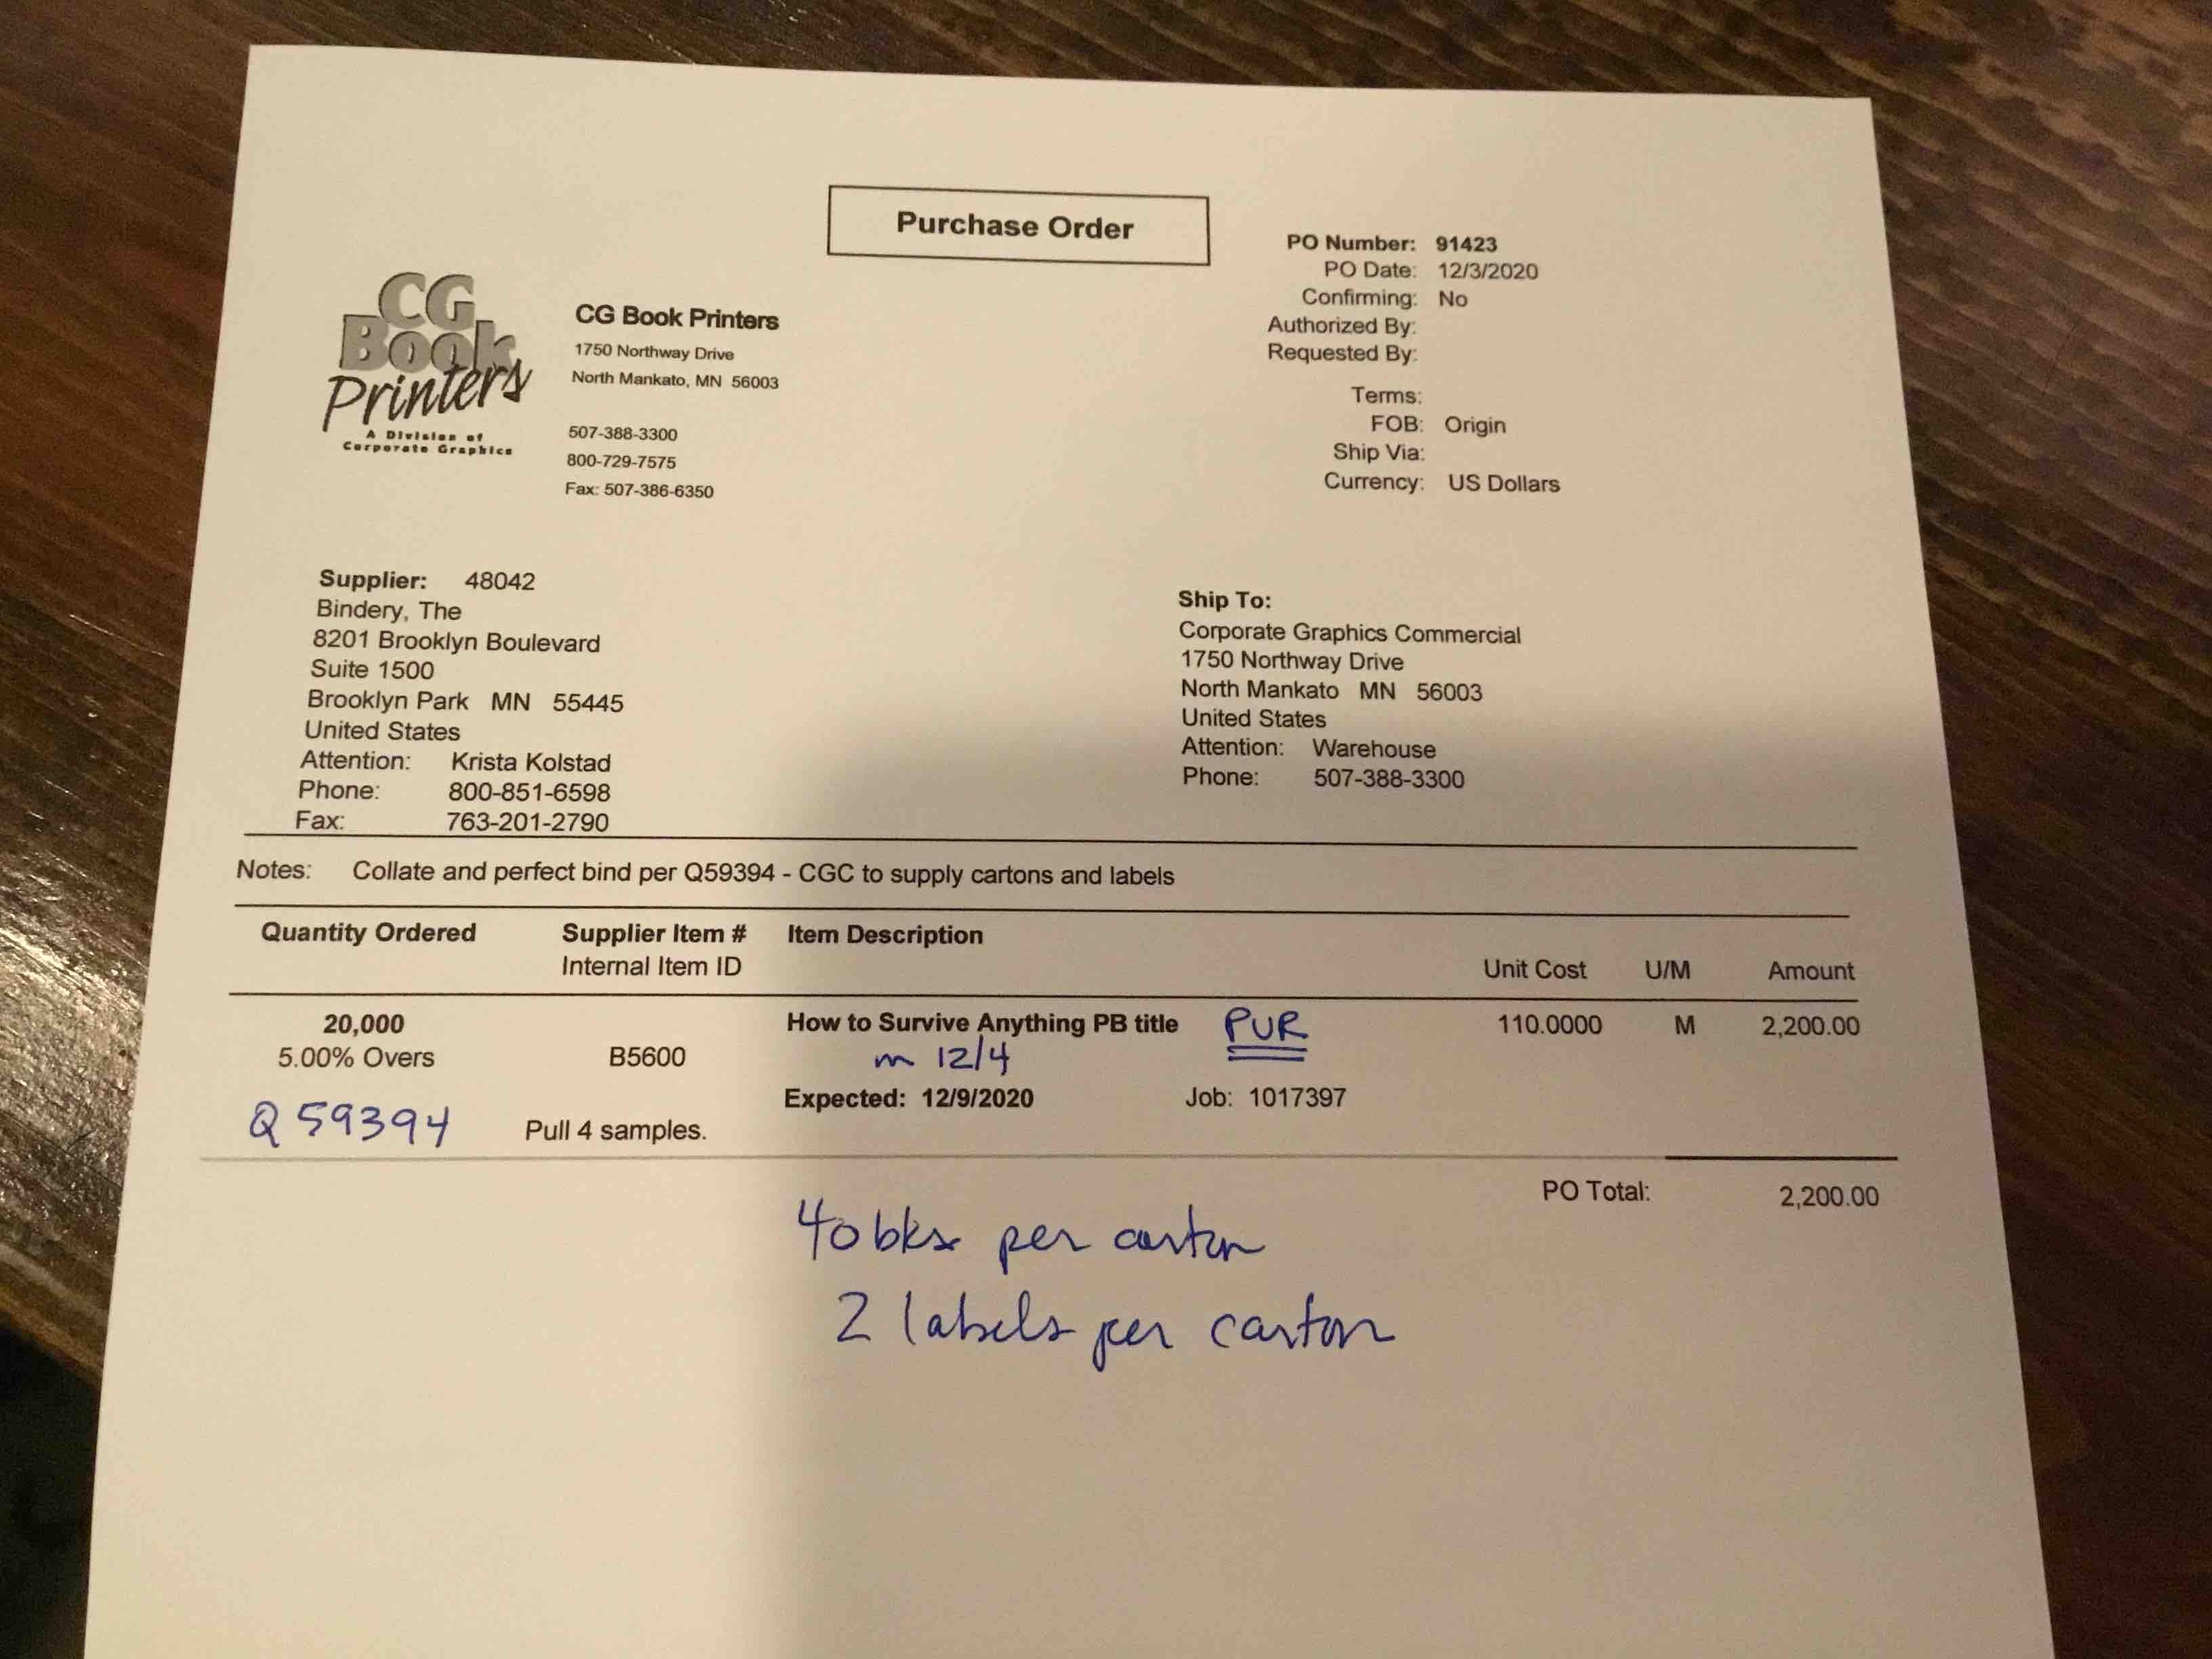 Purchase Order
CG
Book
Printers
A Division of
Corporate Graphics
CG Book Printers
1750 Northway Drive
North Mankato, MN 56003
507-388-3300
800-729-7575
Fax: 507-386-6350
PO Number: 91423
PO Date: 12/3/2020
Confirming: No
Authorized By:
Requested By:
Terms:
FOB: Origin
Ship Via:
Currency: US Dollars
Supplier: 48042
Bindery, The
8201 Brooklyn Boulevard
Suite 1500
Brooklyn Park MN 55445
United States
Attention: Krista Kolstad
Phone: 800-851-6598
Fax: 763-201-2790
Ship To:
Corporate Graphics Commercial
1750 Northway Drive
North Mankato MN 56003
United States
Attention: Warehouse
Phone: 507-388-3300
Notes: Collate and perfect bind per Q59394 - CGC to supply cartons and labels
Quantity Ordered Supplier Item # Item Description
Internal Item ID Unit Cost U/M Amount
20,000 How to Survive Anything PB title PUR 110.0000 M 2,200.00
5.00% Overs B5600 12/4
Expected: 12/9/2020 Job: 1017397
Q59394 Pull 4 samples.
PO Total: 2,200.00
40 bks per carton
2 labels per carton